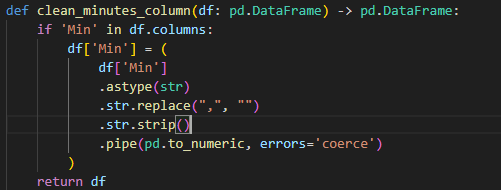 def clean_minutes_column(df: pd.DataFrame) -> pd.DataFrame:
    if 'Min' in df.columns:
        df['Min'] = (
            df['Min']
            .astype(str)
            .str.replace(",", "")
            .str.strip()
            .pipe(pd.to_numeric, errors='coerce')
        )
    return df